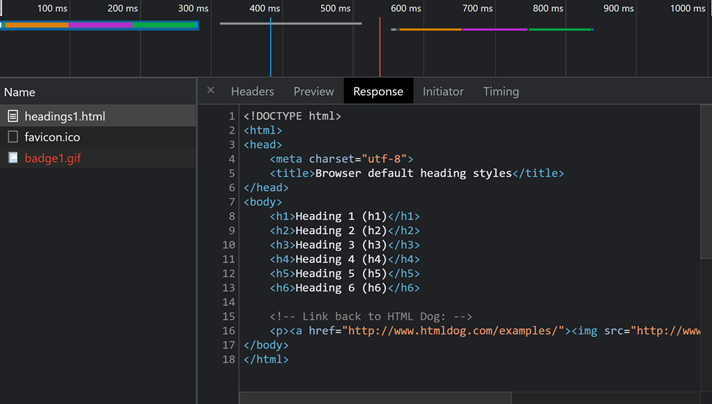 100 ms 200 ms 300 ms 400 ms 500 ms 600 ms 700 ms 800 ms 900 ms 1000 ms
Name
headings1.html
favicon.ico
badge1.gif
× Headers Preview Response Initiator Timing
1 <!DOCTYPE html>
2 <html>
3 <head>
4     <meta charset="utf-8">
5     <title>Browser default heading styles</title>
6 </head>
7 <body>
8     <h1>Heading 1 (h1)</h1>
9     <h2>Heading 2 (h2)</h2>
10     <h3>Heading 3 (h3)</h3>
11     <h4>Heading 4 (h4)</h4>
12     <h5>Heading 5 (h5)</h5>
13     <h6>Heading 6 (h6)</h6>
14
15     <!-- Link back to HTML Dog: -->
16     <p><a href="http://www.htmldog.com/examples/"><img src="http://www
17 </body>
18 </html>